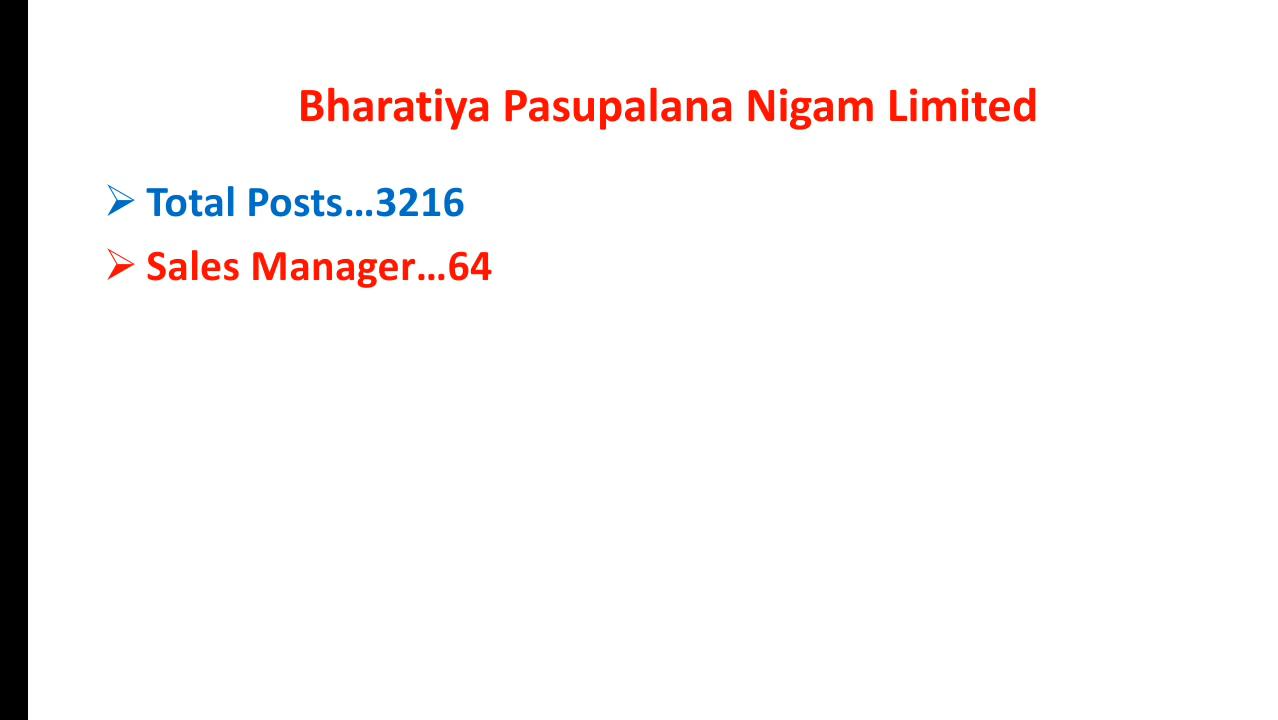 Bharatiya Pasupalana Nigam Limited
➢ Total Posts…3216
➢ Sales Manager…64